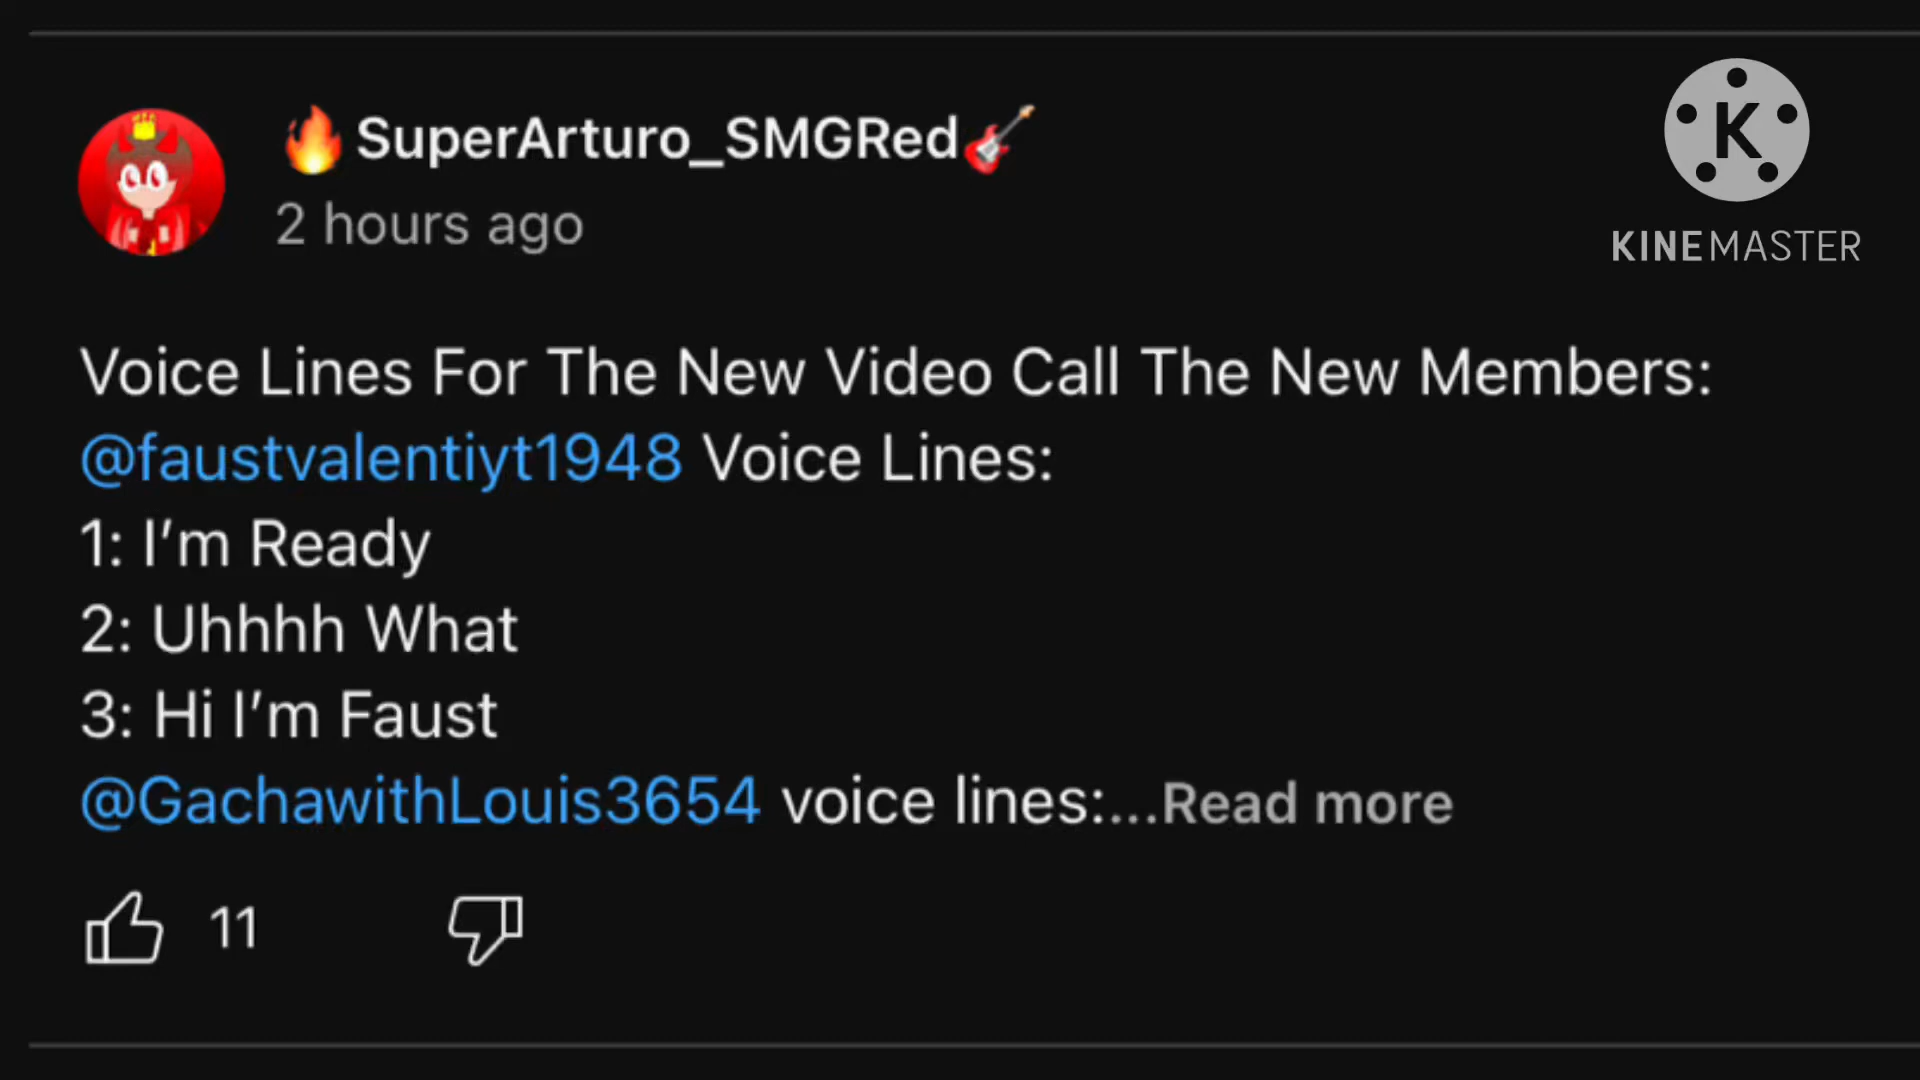 🔥SuperArturo_SMGRed🎸
2 hours ago
K
KINEMASTER
Voice Lines For The New Video Call The New Members:
@faustvalentiyt1948 Voice Lines:
1: I’m Ready
2: Uhhhh What
3: Hi I’m Faust
@GachawithLouis3654 voice lines:...Read more
11